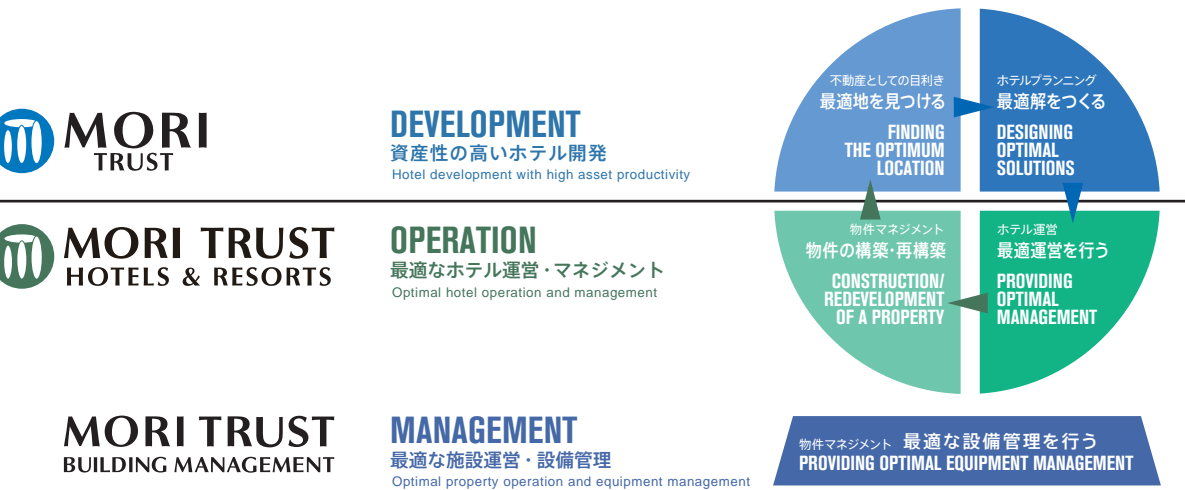 MORI
TRUST
DEVELOPMENT
資産性の高いホテル開発
Hotel development with high asset productivity
不動産としての目利き
最適地を見つける
FINDING
THE OPTIMUM
LOCATION
ホテルプランニング
最適解をつくる
DESIGNING
OPTIMAL
SOLUTIONS
MORI TRUST
HOTELS & RESORTS
OPERATION
最適なホテル運営・マネジメント
Optimal hotel operation and management
物件マネジメント
物件の構築・再構築
CONSTRUCTION/
REDEVELOPMENT
OF A PROPERTY
ホテル運営
最適運営を行う
PROVIDING
OPTIMAL
MANAGEMENT
MORI TRUST
BUILDING MANAGEMENT
MANAGEMENT
最適な施設運営・設備管理
Optimal property operation and equipment management
物件マネジメント 最適な設備管理を行う
PROVIDING OPTIMAL EQUIPMENT MANAGEMENT